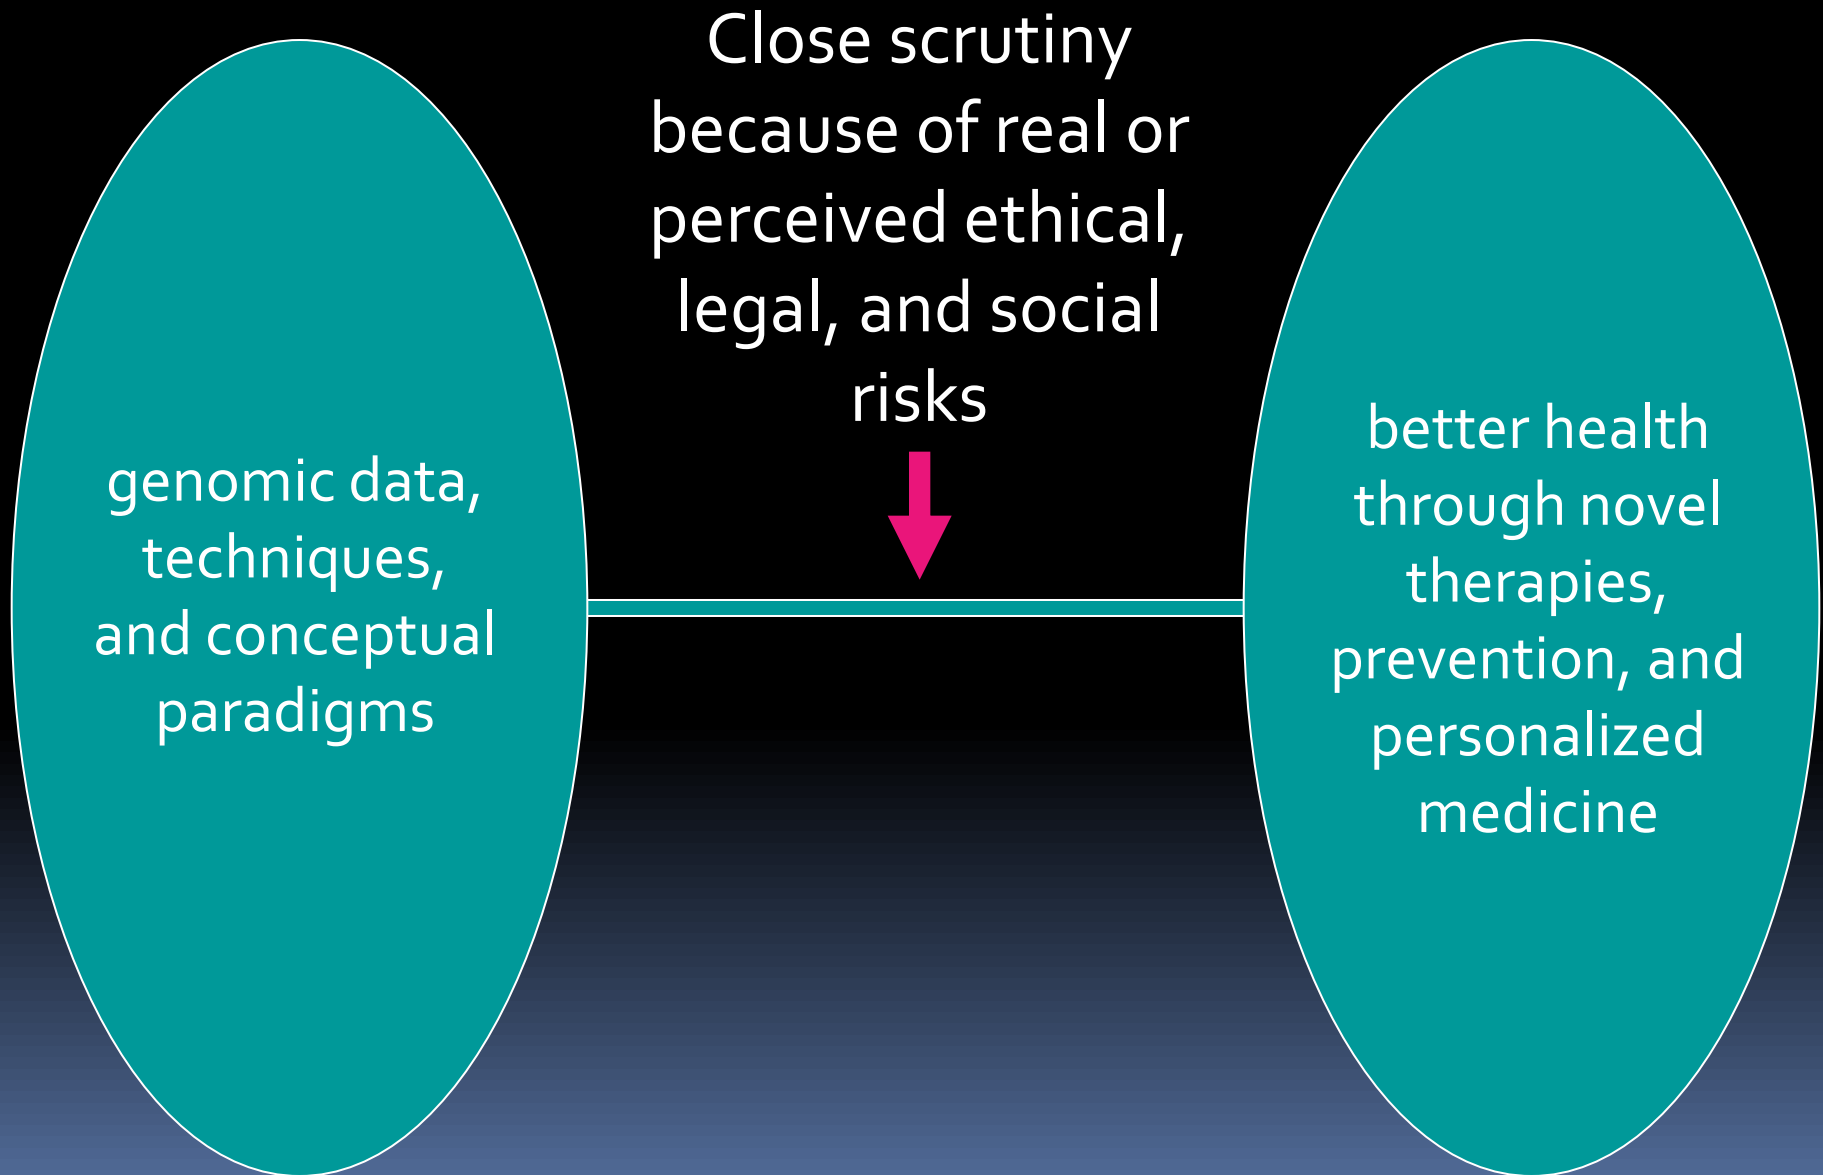 Close scrutiny
because of real or
perceived ethical,
legal, and social
risks
genomic data,
techniques,
and conceptual
paradigms
better health
through novel
therapies,
prevention, and
personalized
medicine